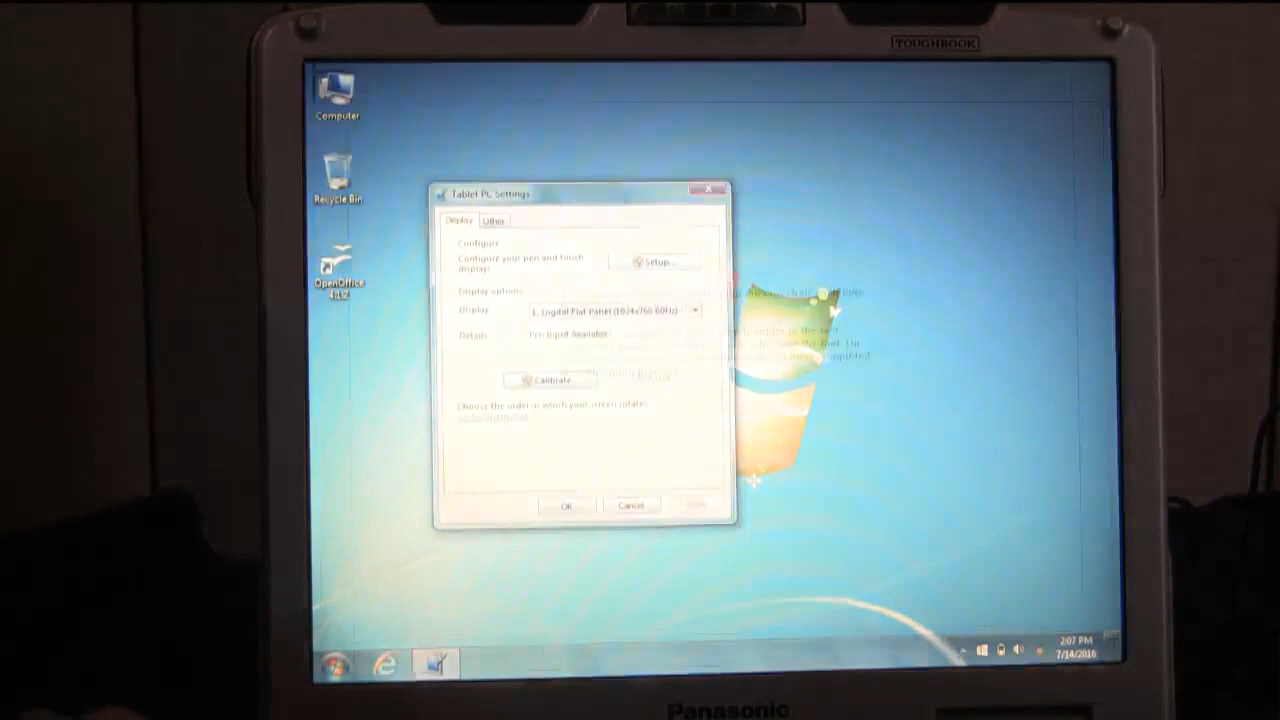 TOUGHBOOK
Computer
Recycle Bin
OpenOffice
4.1.2
Tablet PC Settings
Display
Other
Configure
Configure your pen and touch
display:
Setup...
Display options
Display:
1. Digital Flat Panel (1024x768 60Hz)
Details:
Pen Input Available
Calibrate...
Choose the order in which your screen rotates.
OK
Cancel
Apply
2:07 PM
7/14/2016
Panasonic